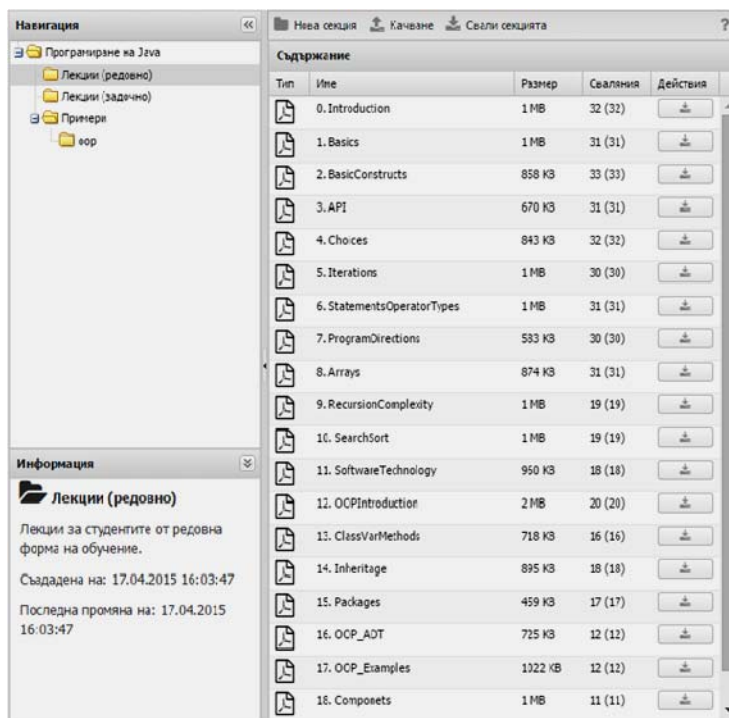 Навигация
Програмиране на Java
Лекции (редовно)
Лекции (задочно)
Примери
оор
Информация
Лекции (редовно)
Лекции за студентите от редовна
форма на обучение.
Създадена на: 17.04.2015 16:03:47
Последна промяна на: 17.04.2015
16:03:47
Нова секция Качване Свали секцията ?
Съдържание
Тип Име Размер Сваляния Действия
0. Introduction 1 MB 32 (32)
1. Basics 1 MB 31 (31)
2. BasicConstructs 858 KB 33 (33)
3. API 670 KB 31 (31)
4. Choices 843 KB 32 (32)
5. Iterations 1 MB 30 (30)
6. StatementsOperatorTypes 1 MB 31 (31)
7. ProgramDirections 583 KB 30 (30)
8. Arrays 874 KB 31 (31)
9. RecursionComplexity 1 MB 19 (19)
10. SearchSort 1 MB 19 (19)
11. SoftwareTechnology 950 KB 18 (18)
12. OOPIntroduction 2 MB 20 (20)
13. ClassVarMethods 718 KB 16 (16)
14. Inheritage 895 KB 18 (18)
15. Packages 459 KB 17 (17)
16. OOP_ADT 725 KB 12 (12)
17. OOP_Examples 1022 KB 12 (12)
18. Componets 1 MB 11 (11)